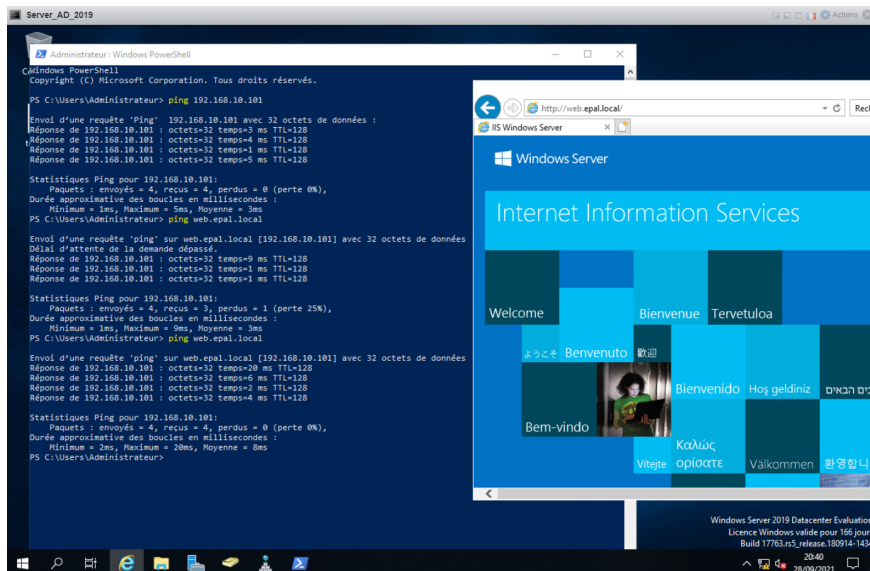 Server_AD_2019
Actions
Administrateur : Windows PowerShell
Windows PowerShell
Copyright (C) Microsoft Corporation. Tous droits réservés.
PS C:\Users\Administrateur> ping 192.168.10.101
Envoi d'une requête 'Ping' 192.168.10.101 avec 32 octets de données :
Réponse de 192.168.10.101 : octets=32 temps=3 ms TTL=128
Réponse de 192.168.10.101 : octets=32 temps=4 ms TTL=128
Réponse de 192.168.10.101 : octets=32 temps=1 ms TTL=128
Réponse de 192.168.10.101 : octets=32 temps=5 ms TTL=128
Statistiques Ping pour 192.168.10.101:
Paquets : envoyés = 4, reçus = 4, perdus = 0 (perte 0%),
Durée approximative des boucles en millisecondes :
Minimum = 1ms, Maximum = 5ms, Moyenne = 3ms
PS C:\Users\Administrateur> ping web.epal.local
Envoi d'une requête 'ping' sur web.epal.local [192.168.10.101] avec 32 octets de données
Délai d'attente de la demande dépassé.
Réponse de 192.168.10.101 : octets=32 temps=9 ms TTL=128
Réponse de 192.168.10.101 : octets=32 temps=1 ms TTL=128
Réponse de 192.168.10.101 : octets=32 temps=1 ms TTL=128
Statistiques Ping pour 192.168.10.101:
Paquets : envoyés = 4, reçus = 3, perdus = 1 (perte 25%),
Durée approximative des boucles en millisecondes :
Minimum = 1ms, Maximum = 9ms, Moyenne = 3ms
PS C:\Users\Administrateur> ping web.epal.local
Envoi d'une requête 'ping' sur web.epal.local [192.168.10.101] avec 32 octets de données
Réponse de 192.168.10.101 : octets=32 temps=20 ms TTL=128
Réponse de 192.168.10.101 : octets=32 temps=6 ms TTL=128
Réponse de 192.168.10.101 : octets=32 temps=2 ms TTL=128
Réponse de 192.168.10.101 : octets=32 temps=4 ms TTL=128
Statistiques Ping pour 192.168.10.101:
Paquets : envoyés = 4, reçus = 4, perdus = 0 (perte 0%),
Durée approximative des boucles en millisecondes :
Minimum = 2ms, Maximum = 20ms, Moyenne = 8ms
PS C:\Users\Administrateur>
http://web.epal.local/
Rech
IIS Windows Server
Windows Server
Internet Information Services
Welcome
Bienvenue
Tervetuloa
ようこそ
Benvenuto
歡迎
Bienvenido
Hoş geldiniz
ברוכים הבאים
Bem-vindo
Vítejte
Καλώς ορίσατε
Välkommen
환영합니
Windows Server 2019 Datacenter Evaluation
Licence Windows valide pour 166 jour
Build 17763.rs5_release.180914-1434
20:40
28/09/2021